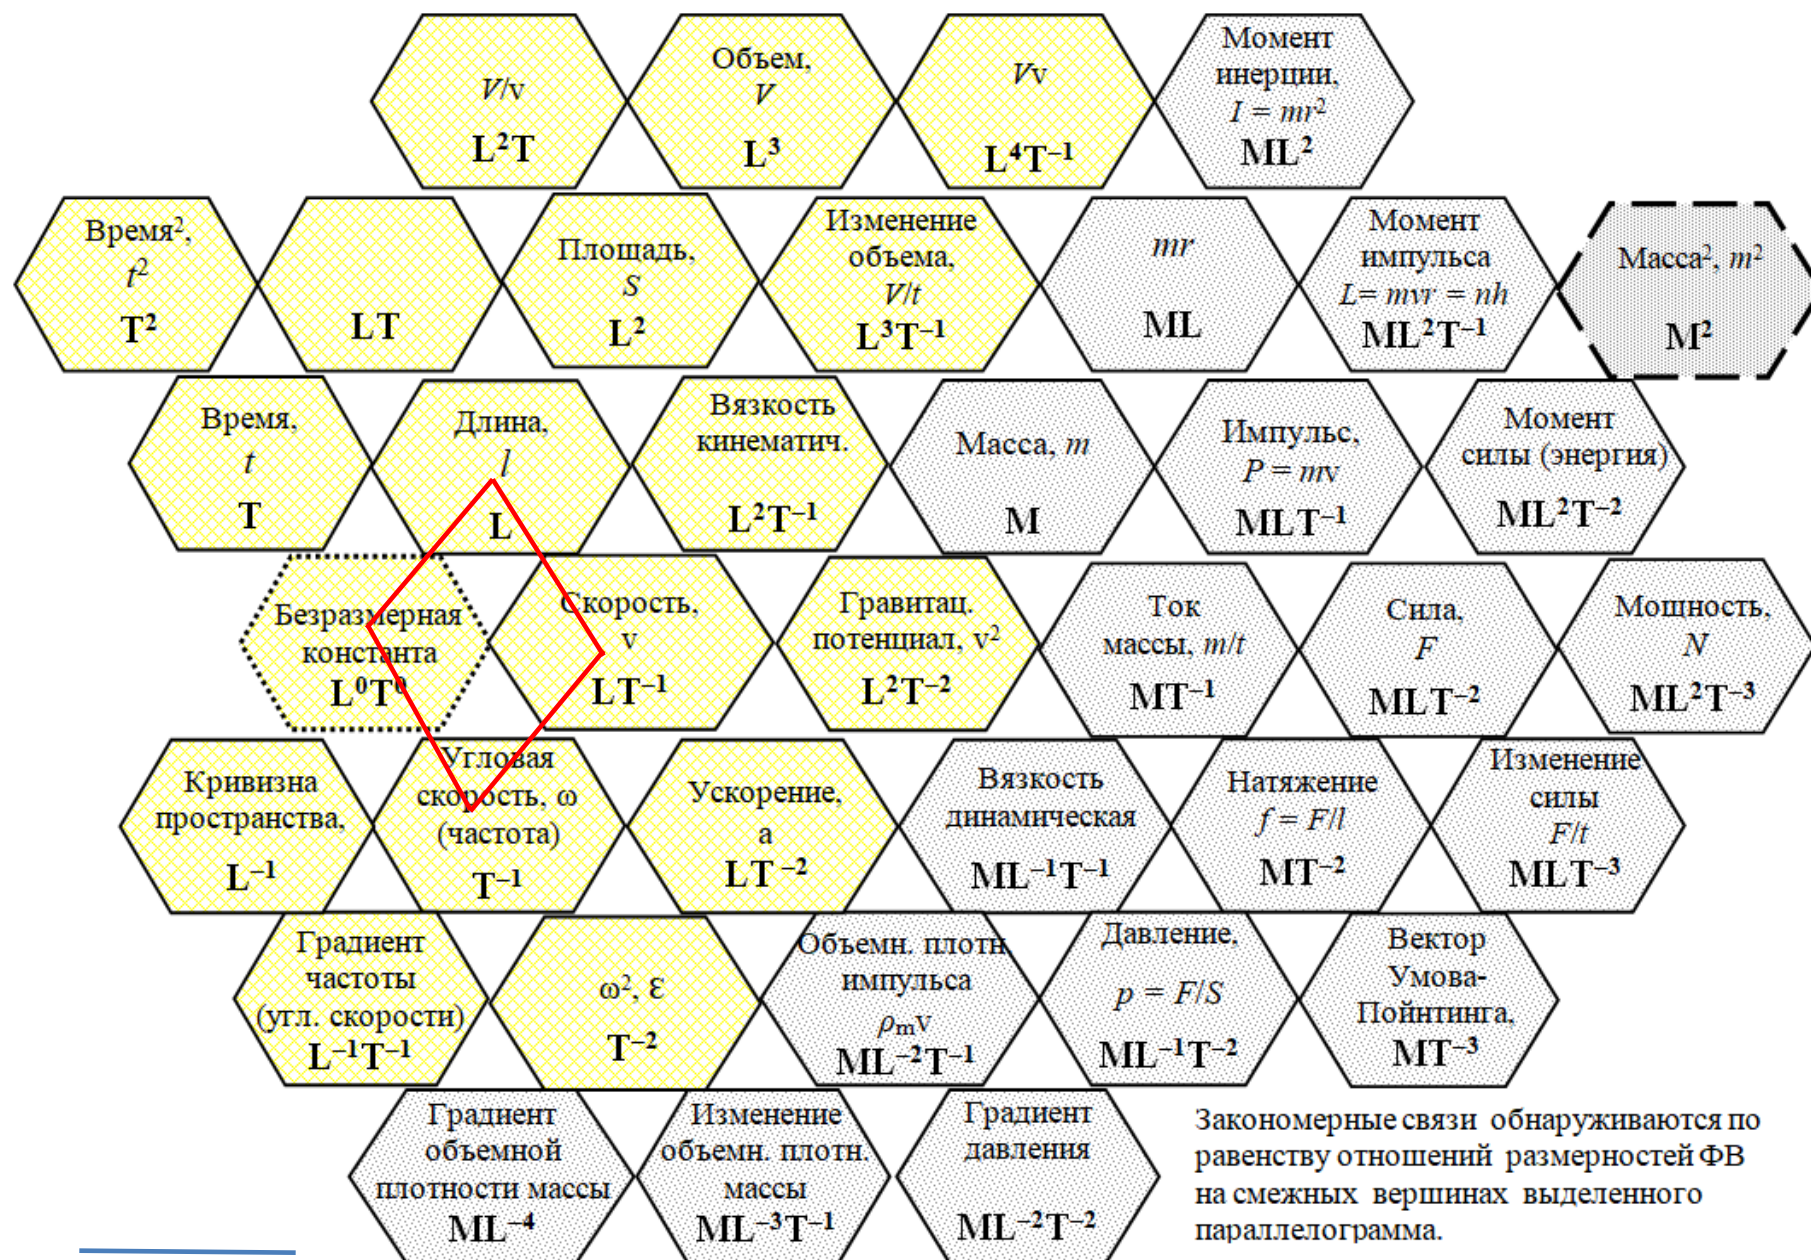 V/v
L²T
Объем,
V
L³
Vv
L⁴T⁻¹
Момент
инерции,
I = mr²
ML²
Время²,
t²
T²
LT
Площадь,
S
L²
Изменение
объема,
V/t
L³T⁻¹
mr
ML
Момент
импульса
L= mvr = nh
ML²T⁻¹
Масса², m²
M²
Время,
t
T
Длина,
l
L
Вязкость
кинематич.
L²T⁻¹
Масса, m
M
Импульс,
P = mv
MLT⁻¹
Момент
силы (энергия)
ML²T⁻²
Безразмерная
константа
L⁰T⁰
Скорость,
v
LT⁻¹
Гравитац.
потенциал, v²
L²T⁻²
Ток
массы, m/t
MT⁻¹
Сила,
F
MLT⁻²
Мощность,
N
ML²T⁻³
Кривизна
пространства,
L⁻¹
Угловая
скорость, ω
(частота)
T⁻¹
Ускорение,
a
LT⁻²
Вязкость
динамическая
ML⁻¹T⁻¹
Натяжение
f = F/l
MT⁻²
Изменение
силы
F/t
MLT⁻³
Градиент
частоты
(угл. скорости)
L⁻¹T⁻¹
ω², Ɛ
T⁻²
Объемн. плотн.
импульса
ρₘv
ML⁻²T⁻¹
Давление,
p = F/S
ML⁻¹T⁻²
Вектор
Умова-
Пойнтинга,
MT⁻³
Градиент
объемной
плотности массы
ML⁻⁴
Изменение
объемн. плотн.
массы
ML⁻³T⁻¹
Градиент
давления
ML⁻²T⁻²
Закономерные связи обнаруживаются по
равенству отношений размерностей ФВ
на смежных вершинах выделенного
параллелограмма.